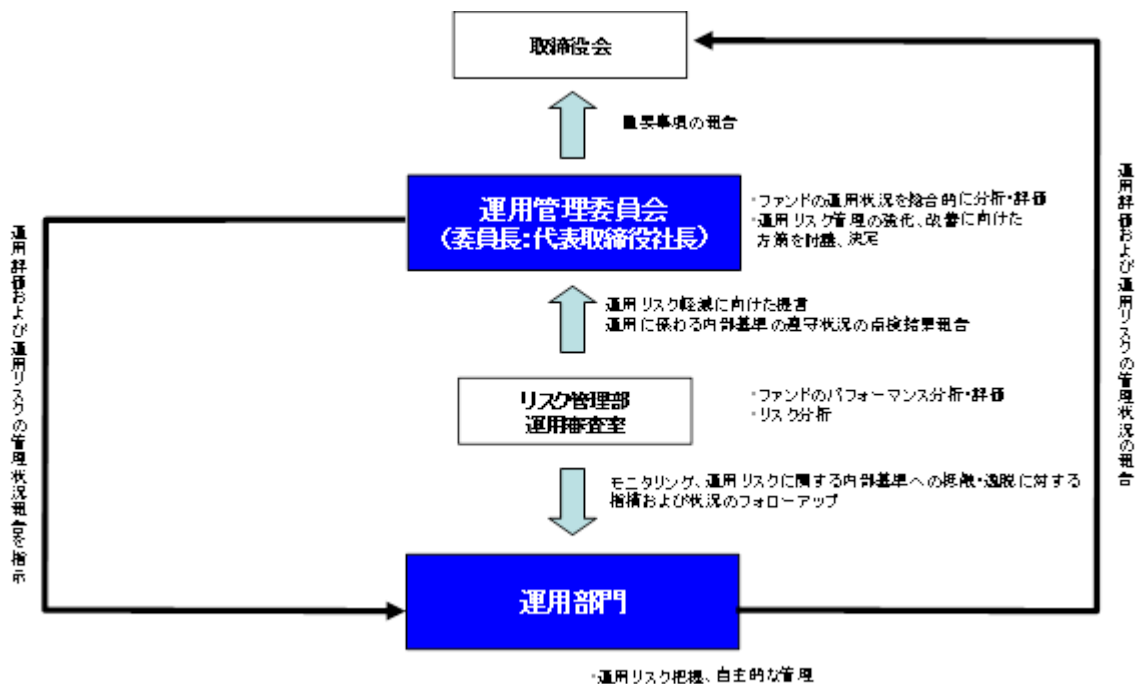 取締役会
重要事項の報告
運用管理委員会
(委員長:代表取締役社長)
・ファンドの運用状況を総合的に分析・評価
・運用リスク管理の強化、改善に向けた
方策を討議、決定
運用リスク軽減に向けた提言
運用に係わる内部基準の遵守状況の点検結果報告
リスク管理部
運用審査室
・ファンドのパフォーマンス分析・評価
・リスク分析
モニタリング、運用リスクに関する内部基準への抵触・逸脱に対する
指摘および状況のフォローアップ
運用部門
・運用リスク把握、自主的な管理
運用評価および運用リスクの管理状況報告を指示
運用評価および運用リスクの管理状況の報告